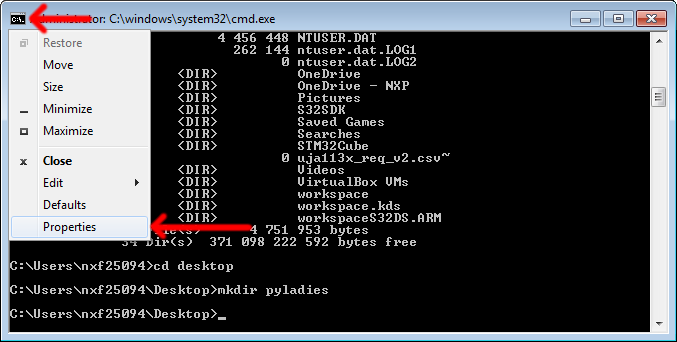 Administrator: C:\windows\system32\cmd.exe
4 456 448 NTUSER.DAT
262 144 ntuser.dat.LOG1
0 ntuser.dat.LOG2
<DIR> OneDrive
<DIR> OneDrive - NXP
<DIR> Pictures
<DIR> S32SDK
<DIR> Saved Games
<DIR> Searches
<DIR> STM32Cube
0 uja113x_req_v2.csv~
<DIR> Videos
<DIR> VirtualBox VMs
<DIR> workspace
<DIR> workspace.kds
<DIR> workspaceS32DS.ARM
4 751 953 bytes
34 Dir(s) 371 098 222 592 bytes free
C:\Users\nxf25094>cd desktop
C:\Users\nxf25094\Desktop>mkdir pyladies
C:\Users\nxf25094\Desktop>_
Restore
Move
Size
Minimize
Maximize
Close
Edit
Defaults
Properties